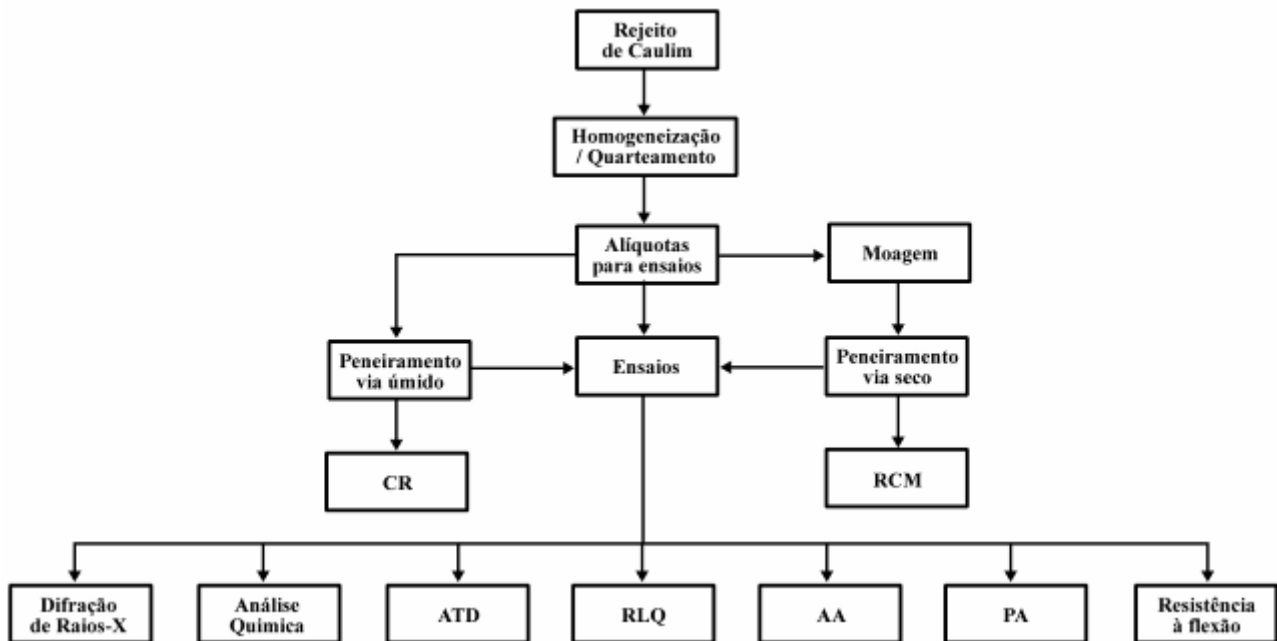 Rejeito
de Caulim
Homogeneização
/ Quarteamento
Alíquotas
para ensaios
Moagem
Peneiramento
via úmido
Ensaios
Peneiramento
via seco
CR
RCM
Difração
de Raios-X
Análise
Quimica
ATD
RLQ
AA
PA
Resistência
à flexão